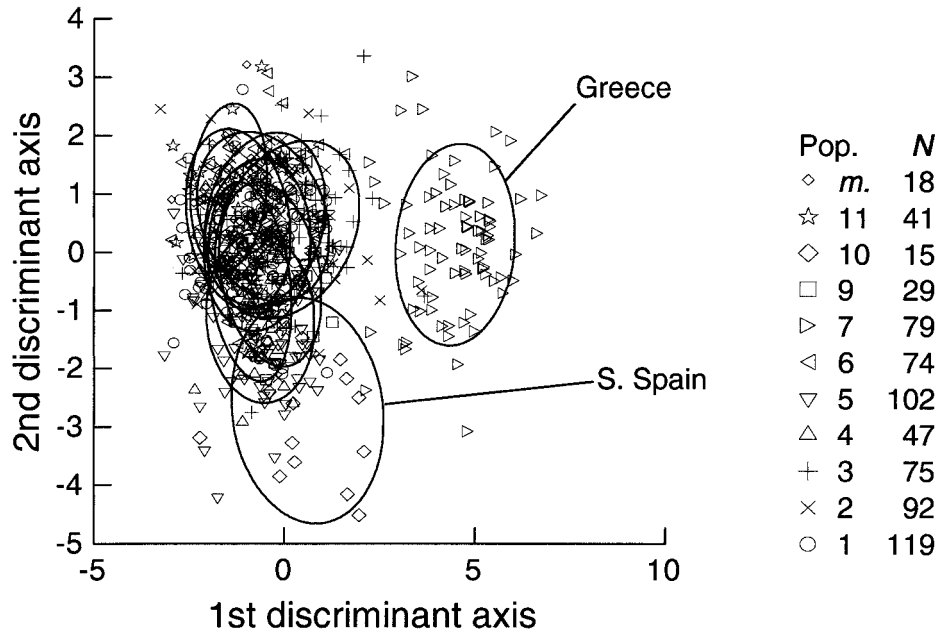 4
3
2
1
0
-1
-2
-3
-4
-5
2nd discriminant axis
-5 0 5 10
1st discriminant axis
Greece
S. Spain
Pop. N
m. 18
11 41
10 15
9 29
7 79
6 74
5 102
4 47
3 75
2 92
1 119